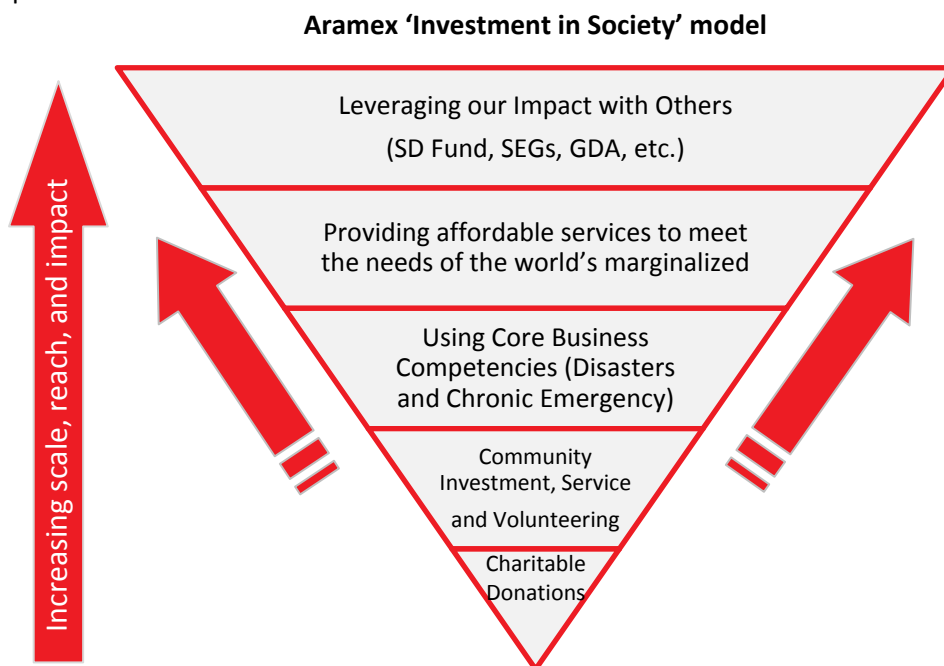 Aramex ‘Investment in Society’ model
Leveraging our Impact with Others
(SD Fund, SEGs, GDA, etc.)
Providing affordable services to meet
the needs of the world’s marginalized
Using Core Business
Competencies (Disasters
and Chronic Emergency)
Community
Investment, Service
and Volunteering
Charitable
Donations
Increasing scale, reach, and impact